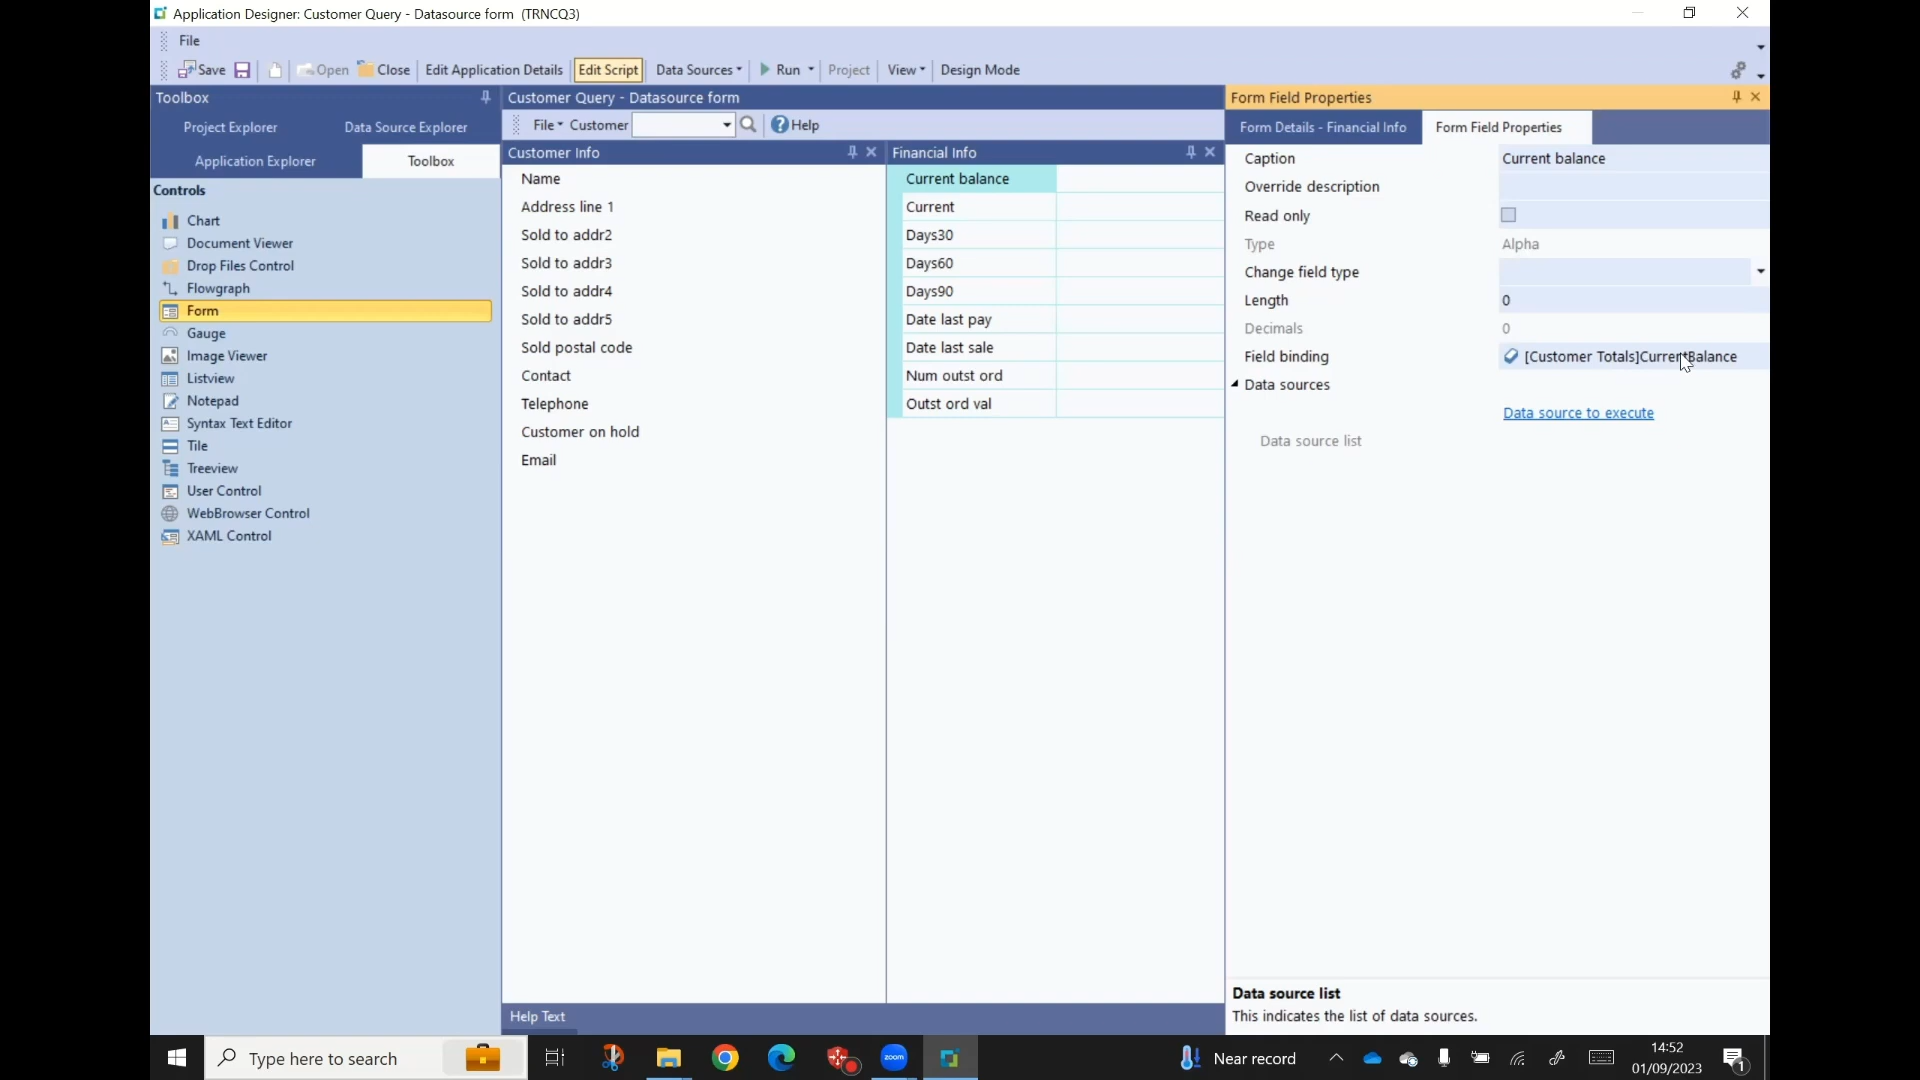 Application Designer: Customer Query - Datasource form (TRNCQ3)
File
Save Open Close Edit Application Details Edit Script Data Sources Run Project View Design Mode
Toolbox
Project Explorer Data Source Explorer
Application Explorer Toolbox
Controls
Chart
Document Viewer
Drop Files Control
Flowgraph
Form
Gauge
Image Viewer
Listview
Notepad
Syntax Text Editor
Tile
Treeview
User Control
WebBrowser Control
XAML Control
Customer Query - Datasource form
File Customer Help
Customer Info
Name
Address line 1
Sold to addr2
Sold to addr3
Sold to addr4
Sold to addr5
Sold postal code
Contact
Telephone
Customer on hold
Email
Financial Info
Current balance
Current
Days30
Days60
Days90
Date last pay
Date last sale
Num outst ord
Outst ord val
Help Text
Form Field Properties
Form Details - Financial Info Form Field Properties
Caption Current balance
Override description
Read only
Type Alpha
Change field type
Length 0
Decimals 0
Field binding [Customer Totals]CurrentBalance
Data sources
Data source to execute
Data source list
Data source list
This indicates the list of data sources.
Type here to search
zoom
Near record
14:52
01/09/2023
1